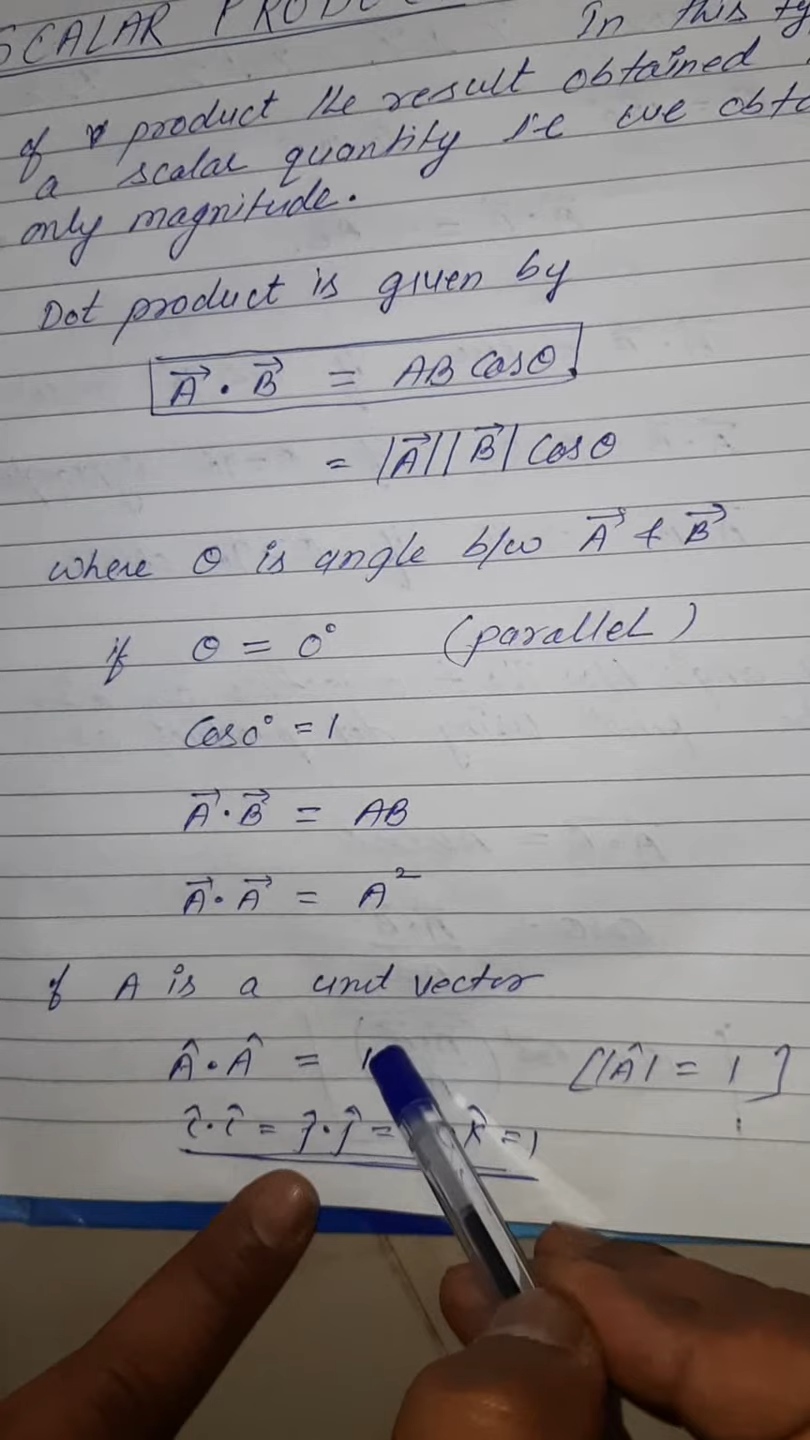 SCALAR
In this
of product the result obtained
a scalar quantity i.e we
only magnitude.
Dot product is given by
A⃗ · B⃗ = AB Cosθ
= |A⃗| |B⃗| Cosθ
where θ is angle b/w A⃗ & B⃗
if θ = 0° (parallel)
Cos0° = 1
A⃗ · B⃗ = AB
A⃗ · A⃗ = A²
if A is a unit vector
Â · Â = 1 [|Â| = 1]
î · î = ĵ · ĵ = k̂ = 1